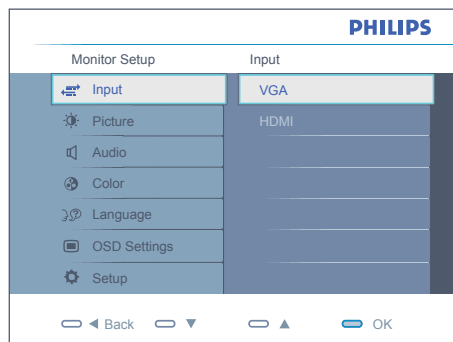 PHILIPS
Monitor Setup
Input
Input
VGA
Picture
HDMI
Audio
Color
Language
OSD Settings
Setup
Back
OK